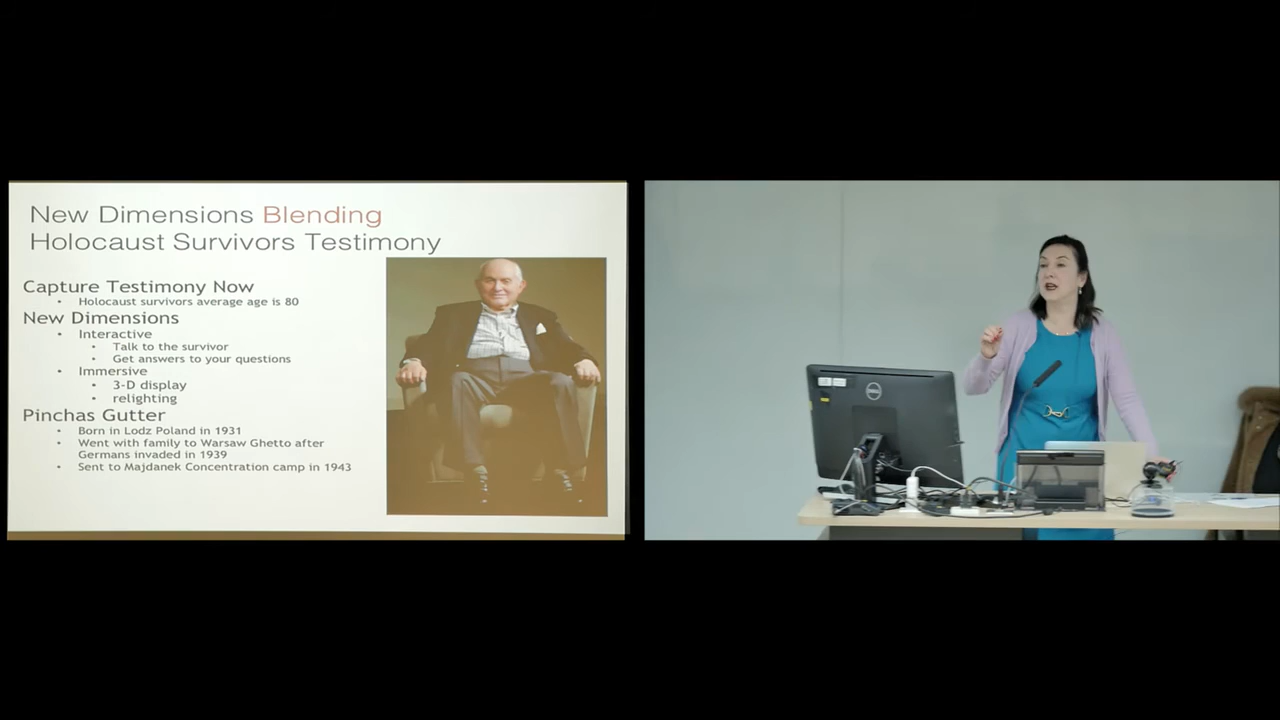 New Dimensions Blending
Holocaust Survivors Testimony
Capture Testimony Now
• Holocaust survivors average age is 80
New Dimensions
• Interactive
• Talk to the survivor
• Get answers to your questions
• Immersive
• 3-D display
• relighting
Pinchas Gutter
• Born in Lodz Poland in 1931
• Went with family to Warsaw Ghetto after
Germans invaded in 1939
• Sent to Majdanek Concentration camp in 1943
DELL